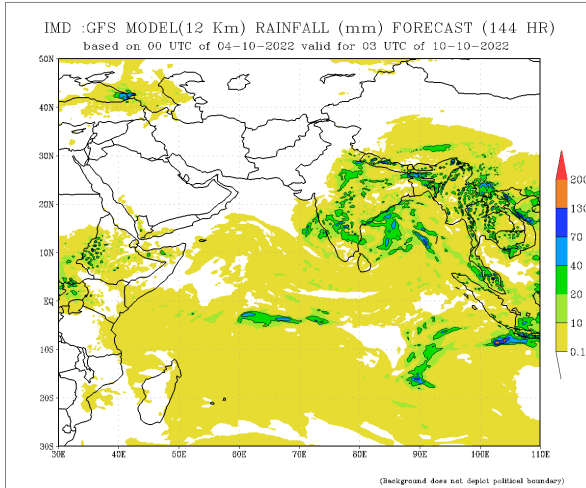 IMD :GFS MODEL(12 Km) RAINFALL (mm) FORECAST (144 HR)
based on 00 UTC of 04-10-2022 valid for 03 UTC of 10-10-2022
50N
40N
30N
20N
10N
EQ
10S
20S
30S
30E 40E 50E 60E 70E 80E 90E 100E 110E
200
130
70
40
20
10
0.1
(Background does not depict political boundary)